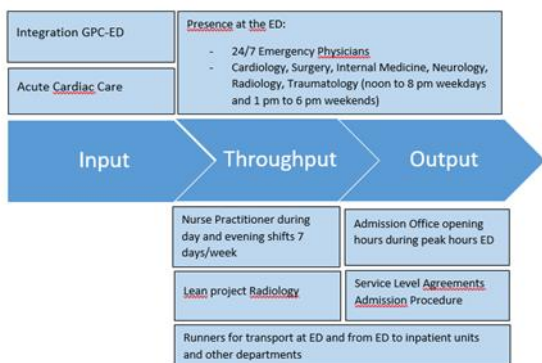 Integration GPC-ED
Acute Cardiac Care
Presence at the ED:
- 24/7 Emergency Physicians
- Cardiology, Surgery, Internal Medicine, Neurology,
Radiology, Traumatology (noon to 8 pm weekdays
and 1 pm to 6 pm weekends)
Input
Throughput
Output
Nurse Practitioner during
day and evening shifts 7
days/week
Admission Office opening
hours during peak hours ED
Lean project Radiology
Service Level Agreements
Admission Procedure
Runners for transport at ED and from ED to inpatient units
and other departments